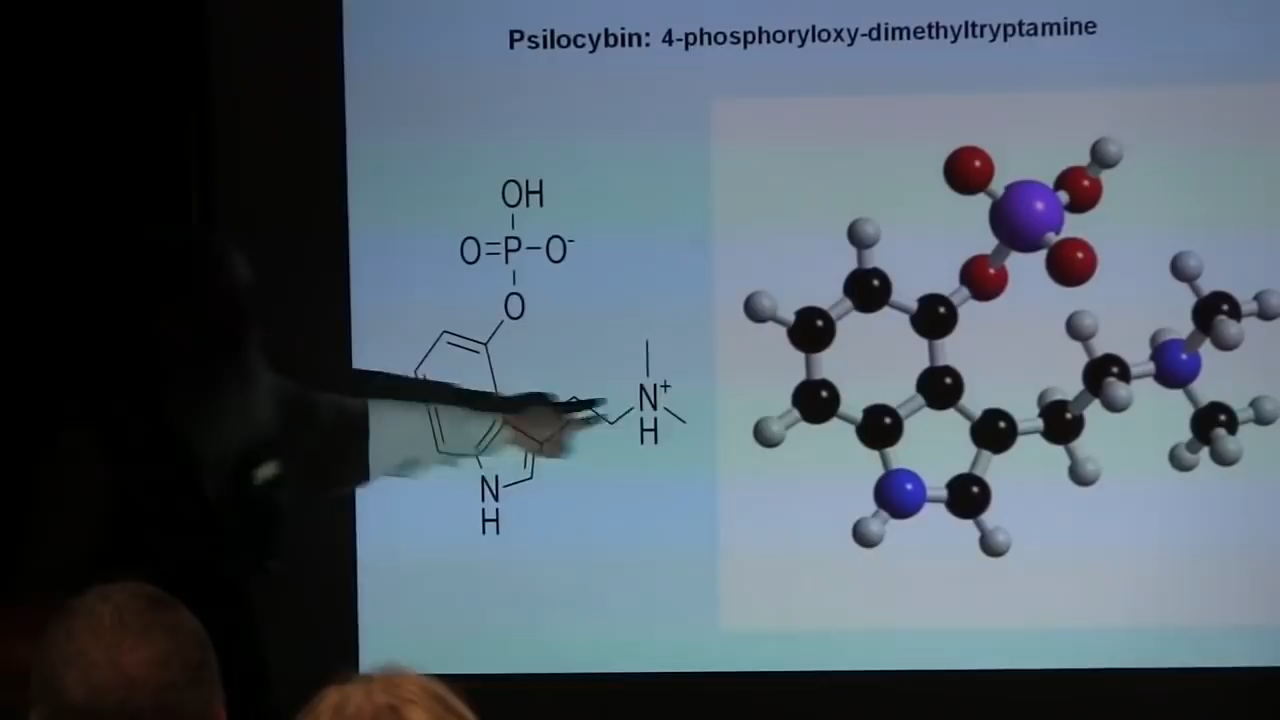 Psilocybin: 4-phosphoryloxy-dimethyltryptamine
OH
O=P-O-
O
N+
H
N
H